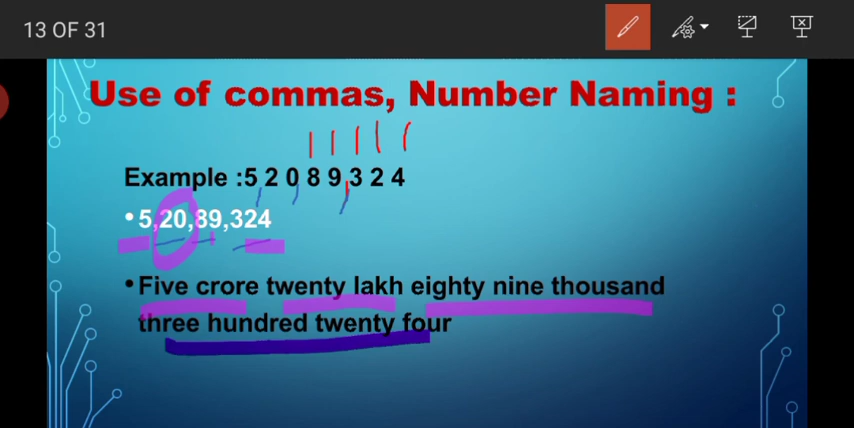 13 OF 31
Use of commas, Number Naming :
Example :5 2 0 8 9 3 2 4
• 5,20,89,324
• Five crore twenty lakh eighty nine thousand
three hundred twenty four